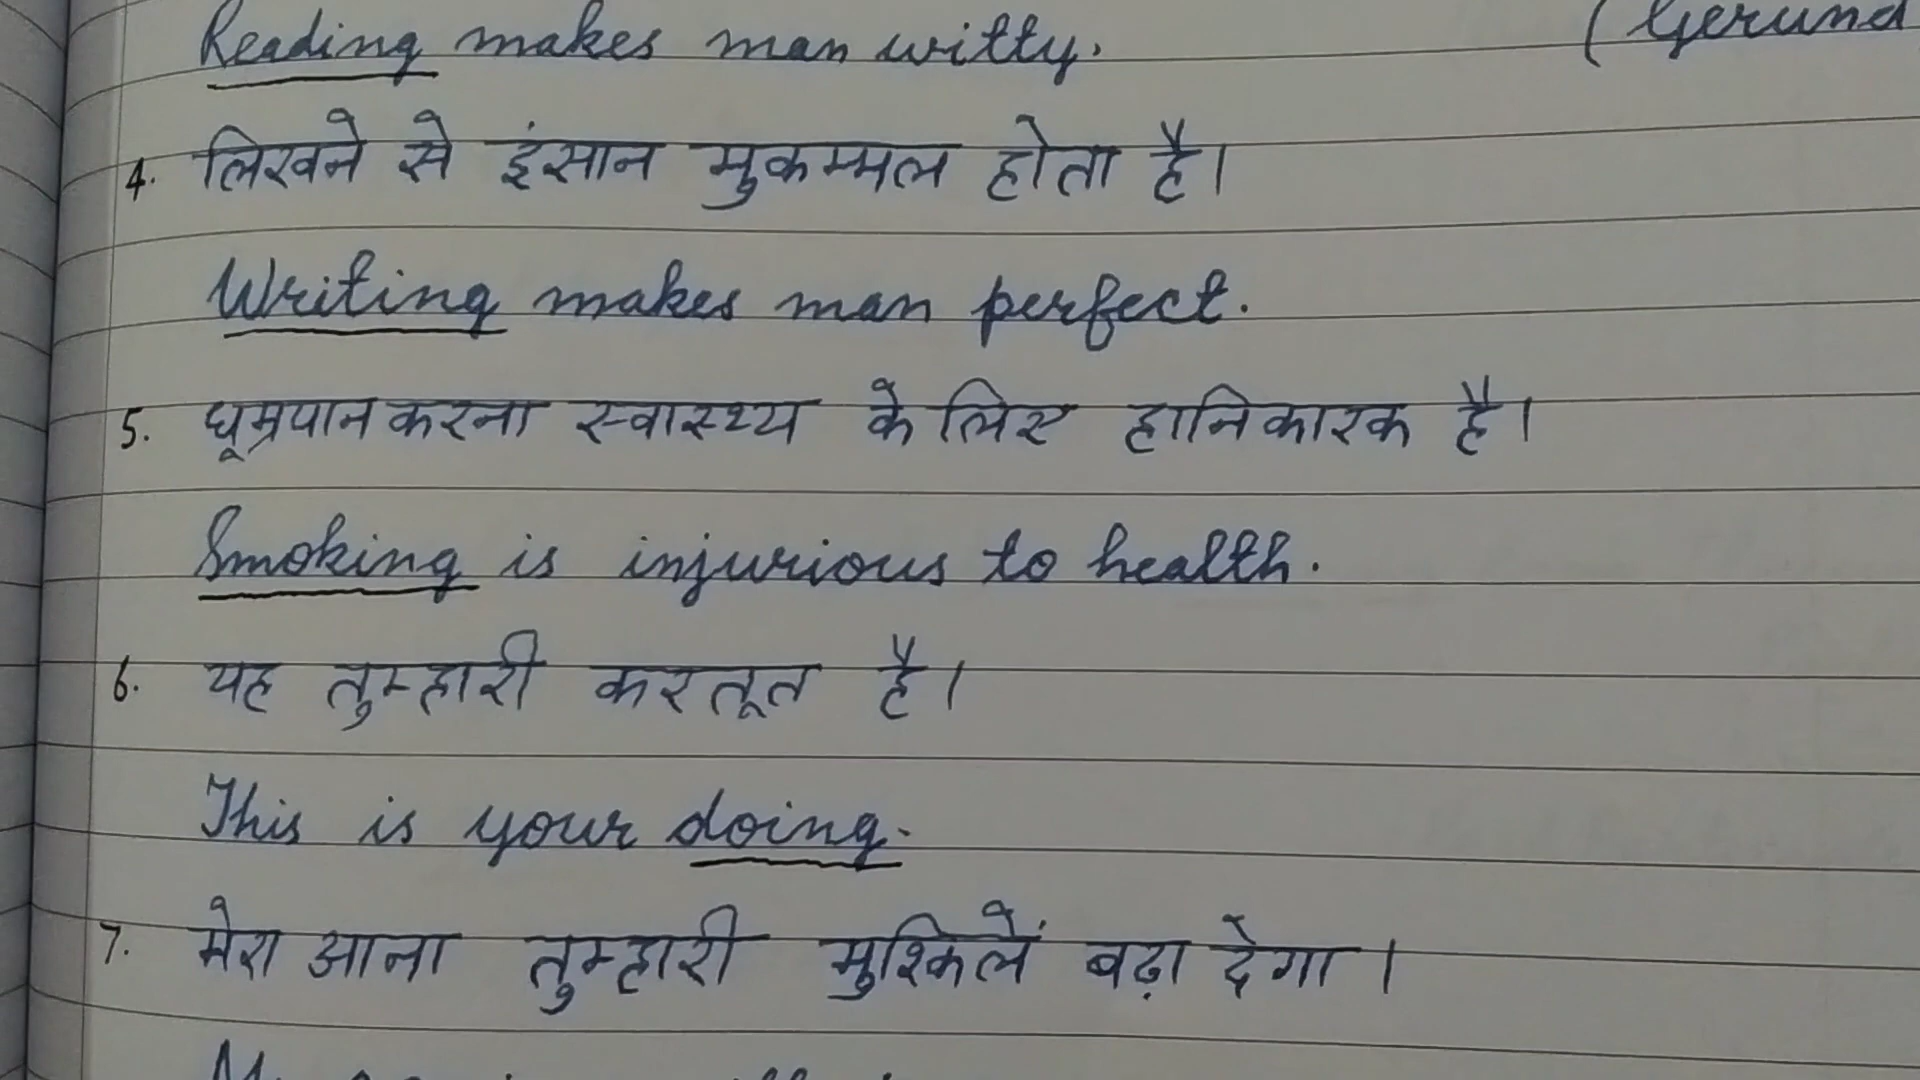 Reading makes man witty. (Gerund
4. लिखने से इंसान मुकम्मल होता है।
Writing makes man perfect.
5. धूम्रपान करना स्वास्थ्य के लिए हानिकारक है।
Smoking is injurious to health.
6. यह तुम्हारी करतूत है।
This is your doing.
7. मेरा आना तुम्हारी मुश्किलें बढ़ा देगा।